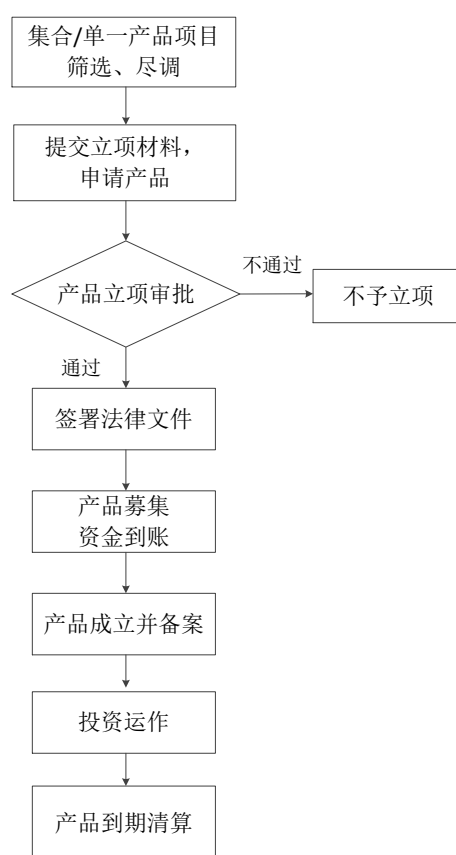 集合/单一产品项目
筛选、尽调
提交立项材料，
申请产品
产品立项审批
不通过
不予立项
通过
签署法律文件
产品募集
资金到账
产品成立并备案
投资运作
产品到期清算